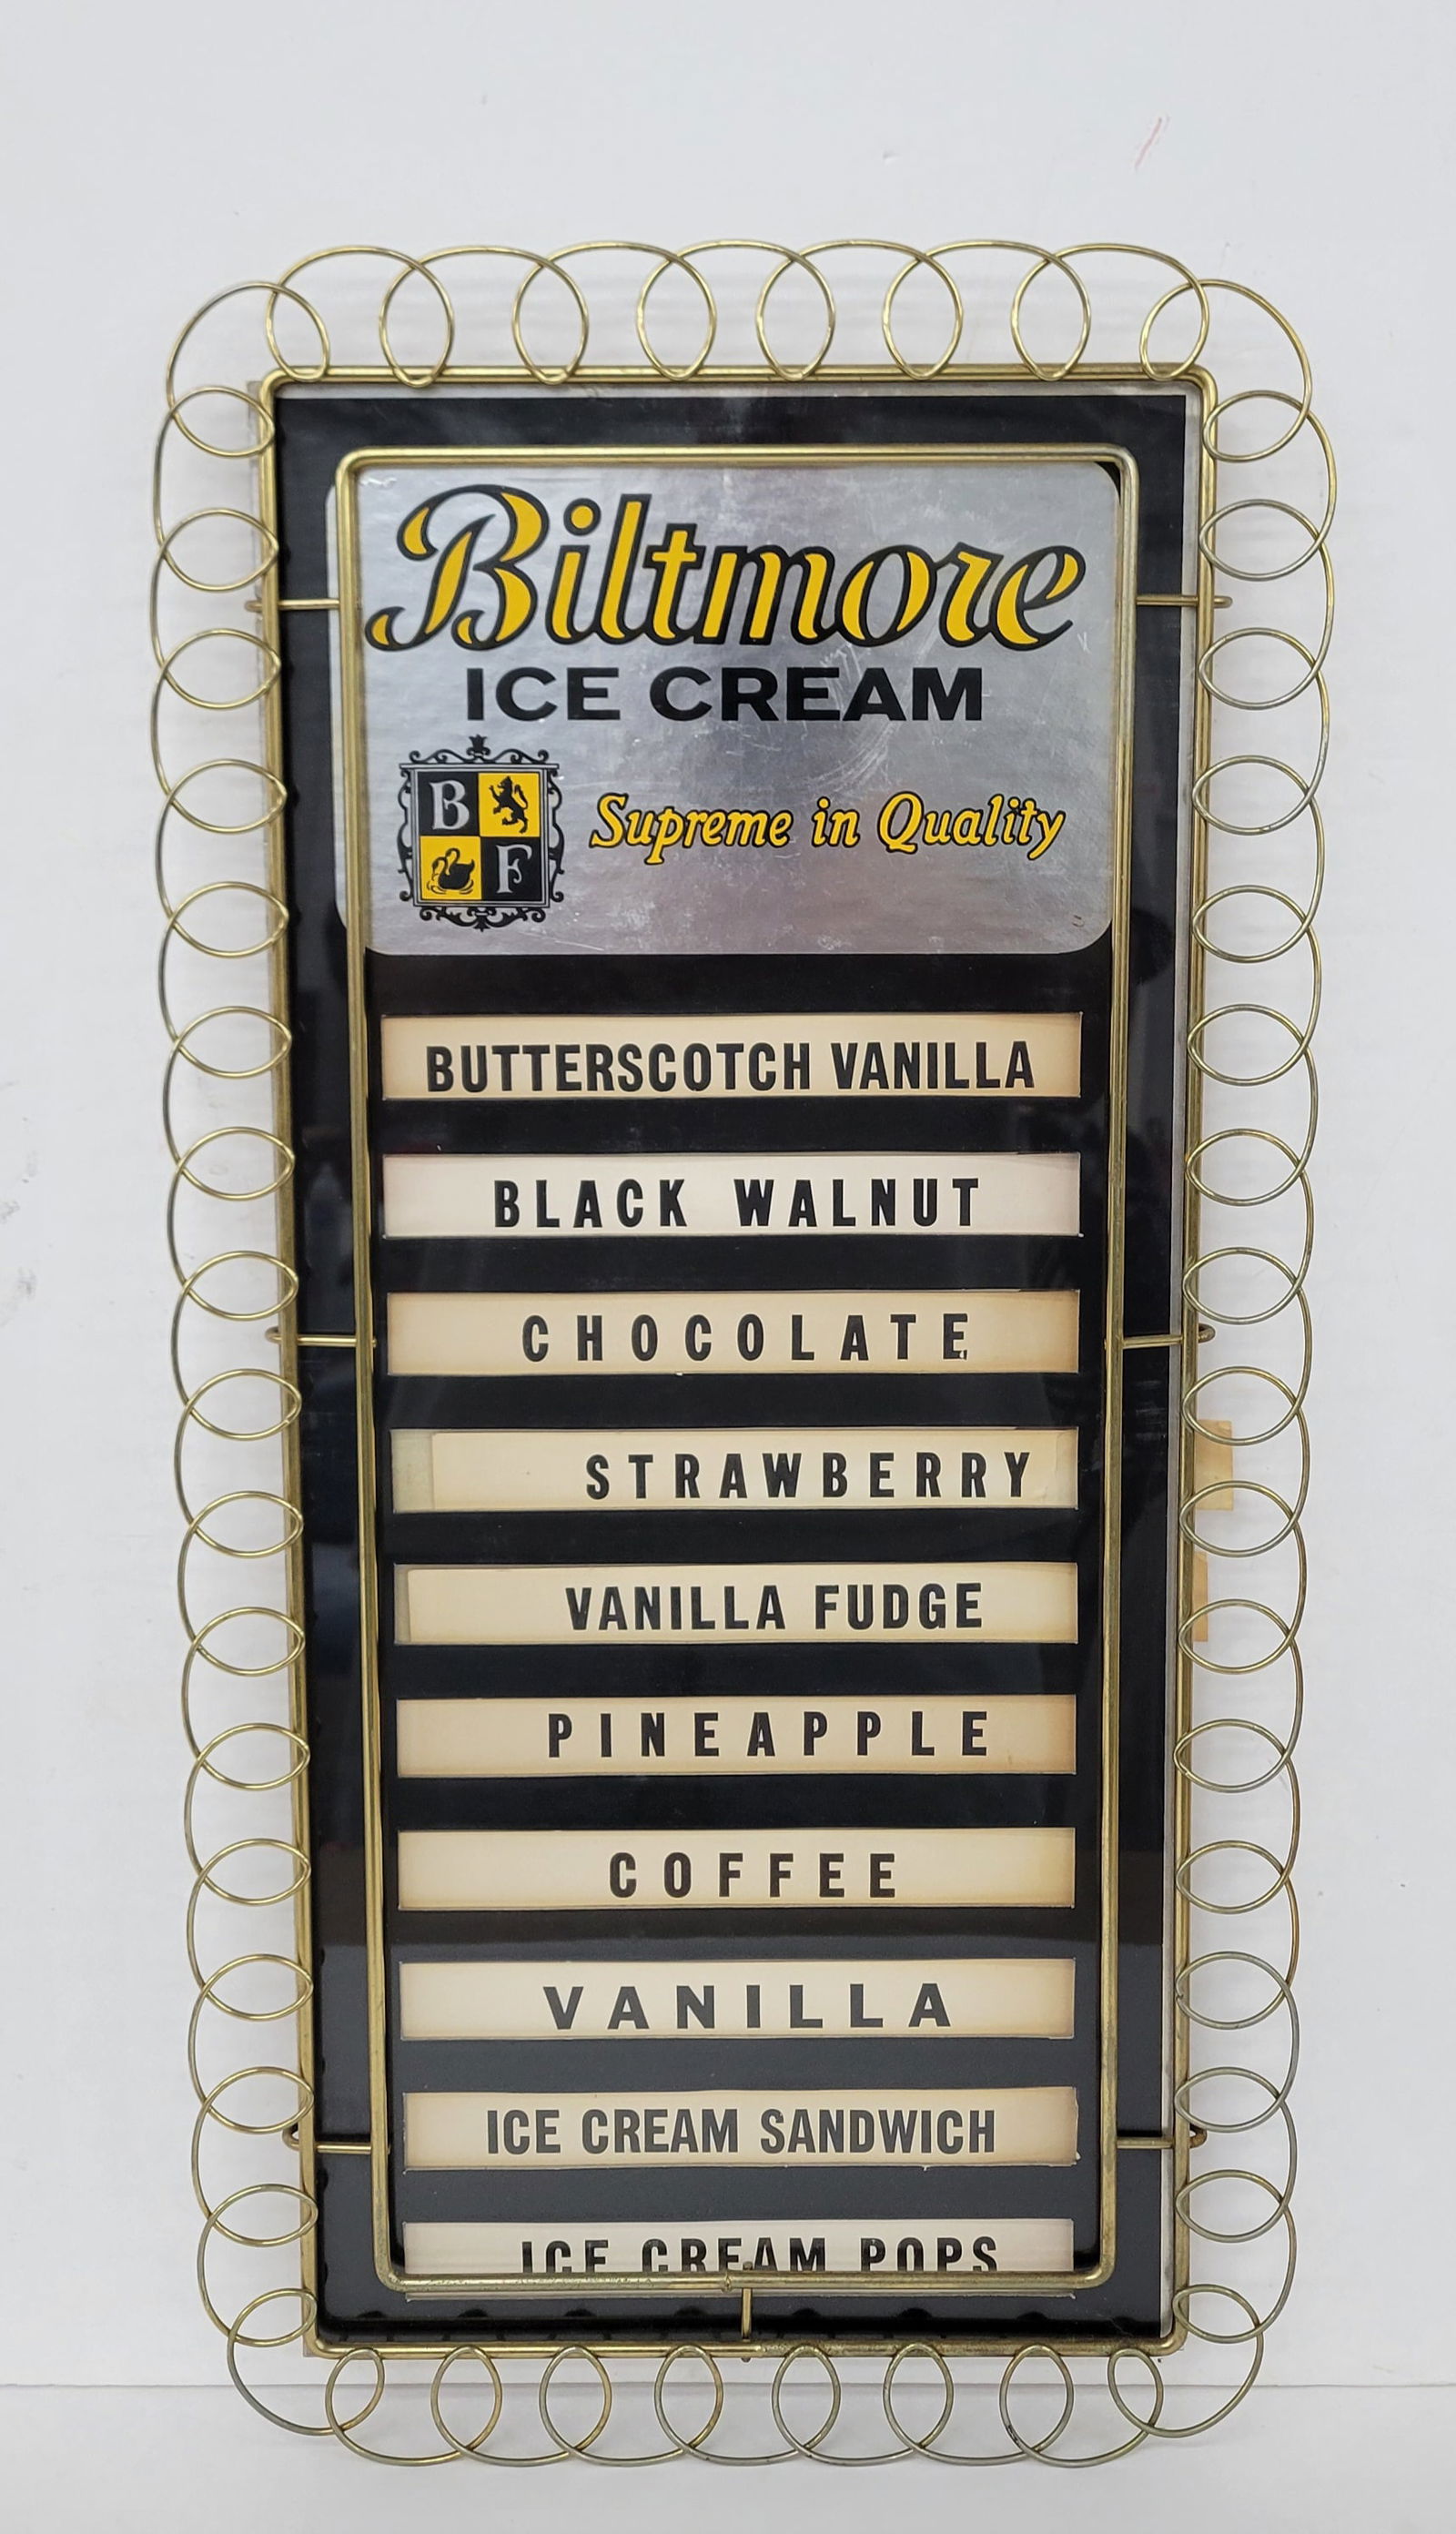 Biltmore
ICE CREAM
B
F
Supreme in Quality
BUTTERSCOTCH VANILLA
BLACK WALNUT
CHOCOLATE
STRAWBERRY
VANILLA FUDGE
PINEAPPLE
COFFEE
VANILLA
ICE CREAM SANDWICH
ICE CREAM POPS